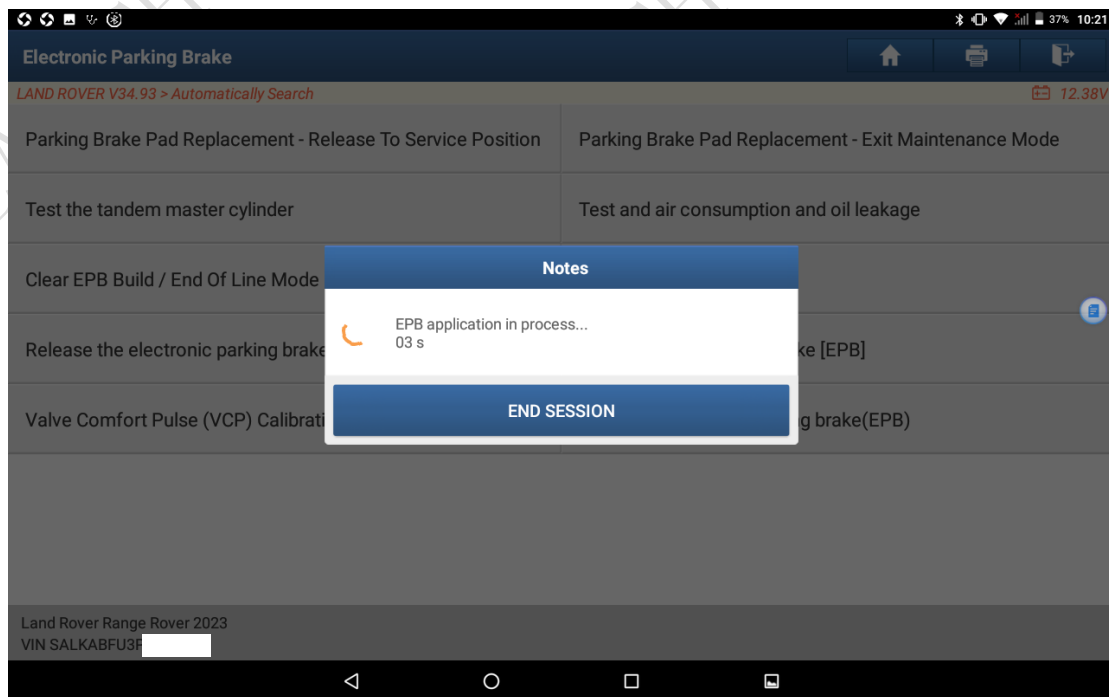 37% 10:21
Electronic Parking Brake
LAND ROVER V34.93 > Automatically Search
12.38V
Parking Brake Pad Replacement - Release To Service Position
Parking Brake Pad Replacement - Exit Maintenance Mode
Test the tandem master cylinder
Test and air consumption and oil leakage
Clear EPB Build / End Of Line Mode
Notes
EPB application in process...
03 s
Release the electronic parking brake
[EPB]
END SESSION
Valve Comfort Pulse (VCP)
brake(EPB)
Land Rover Range Rover 2023
VIN SALKABFU3